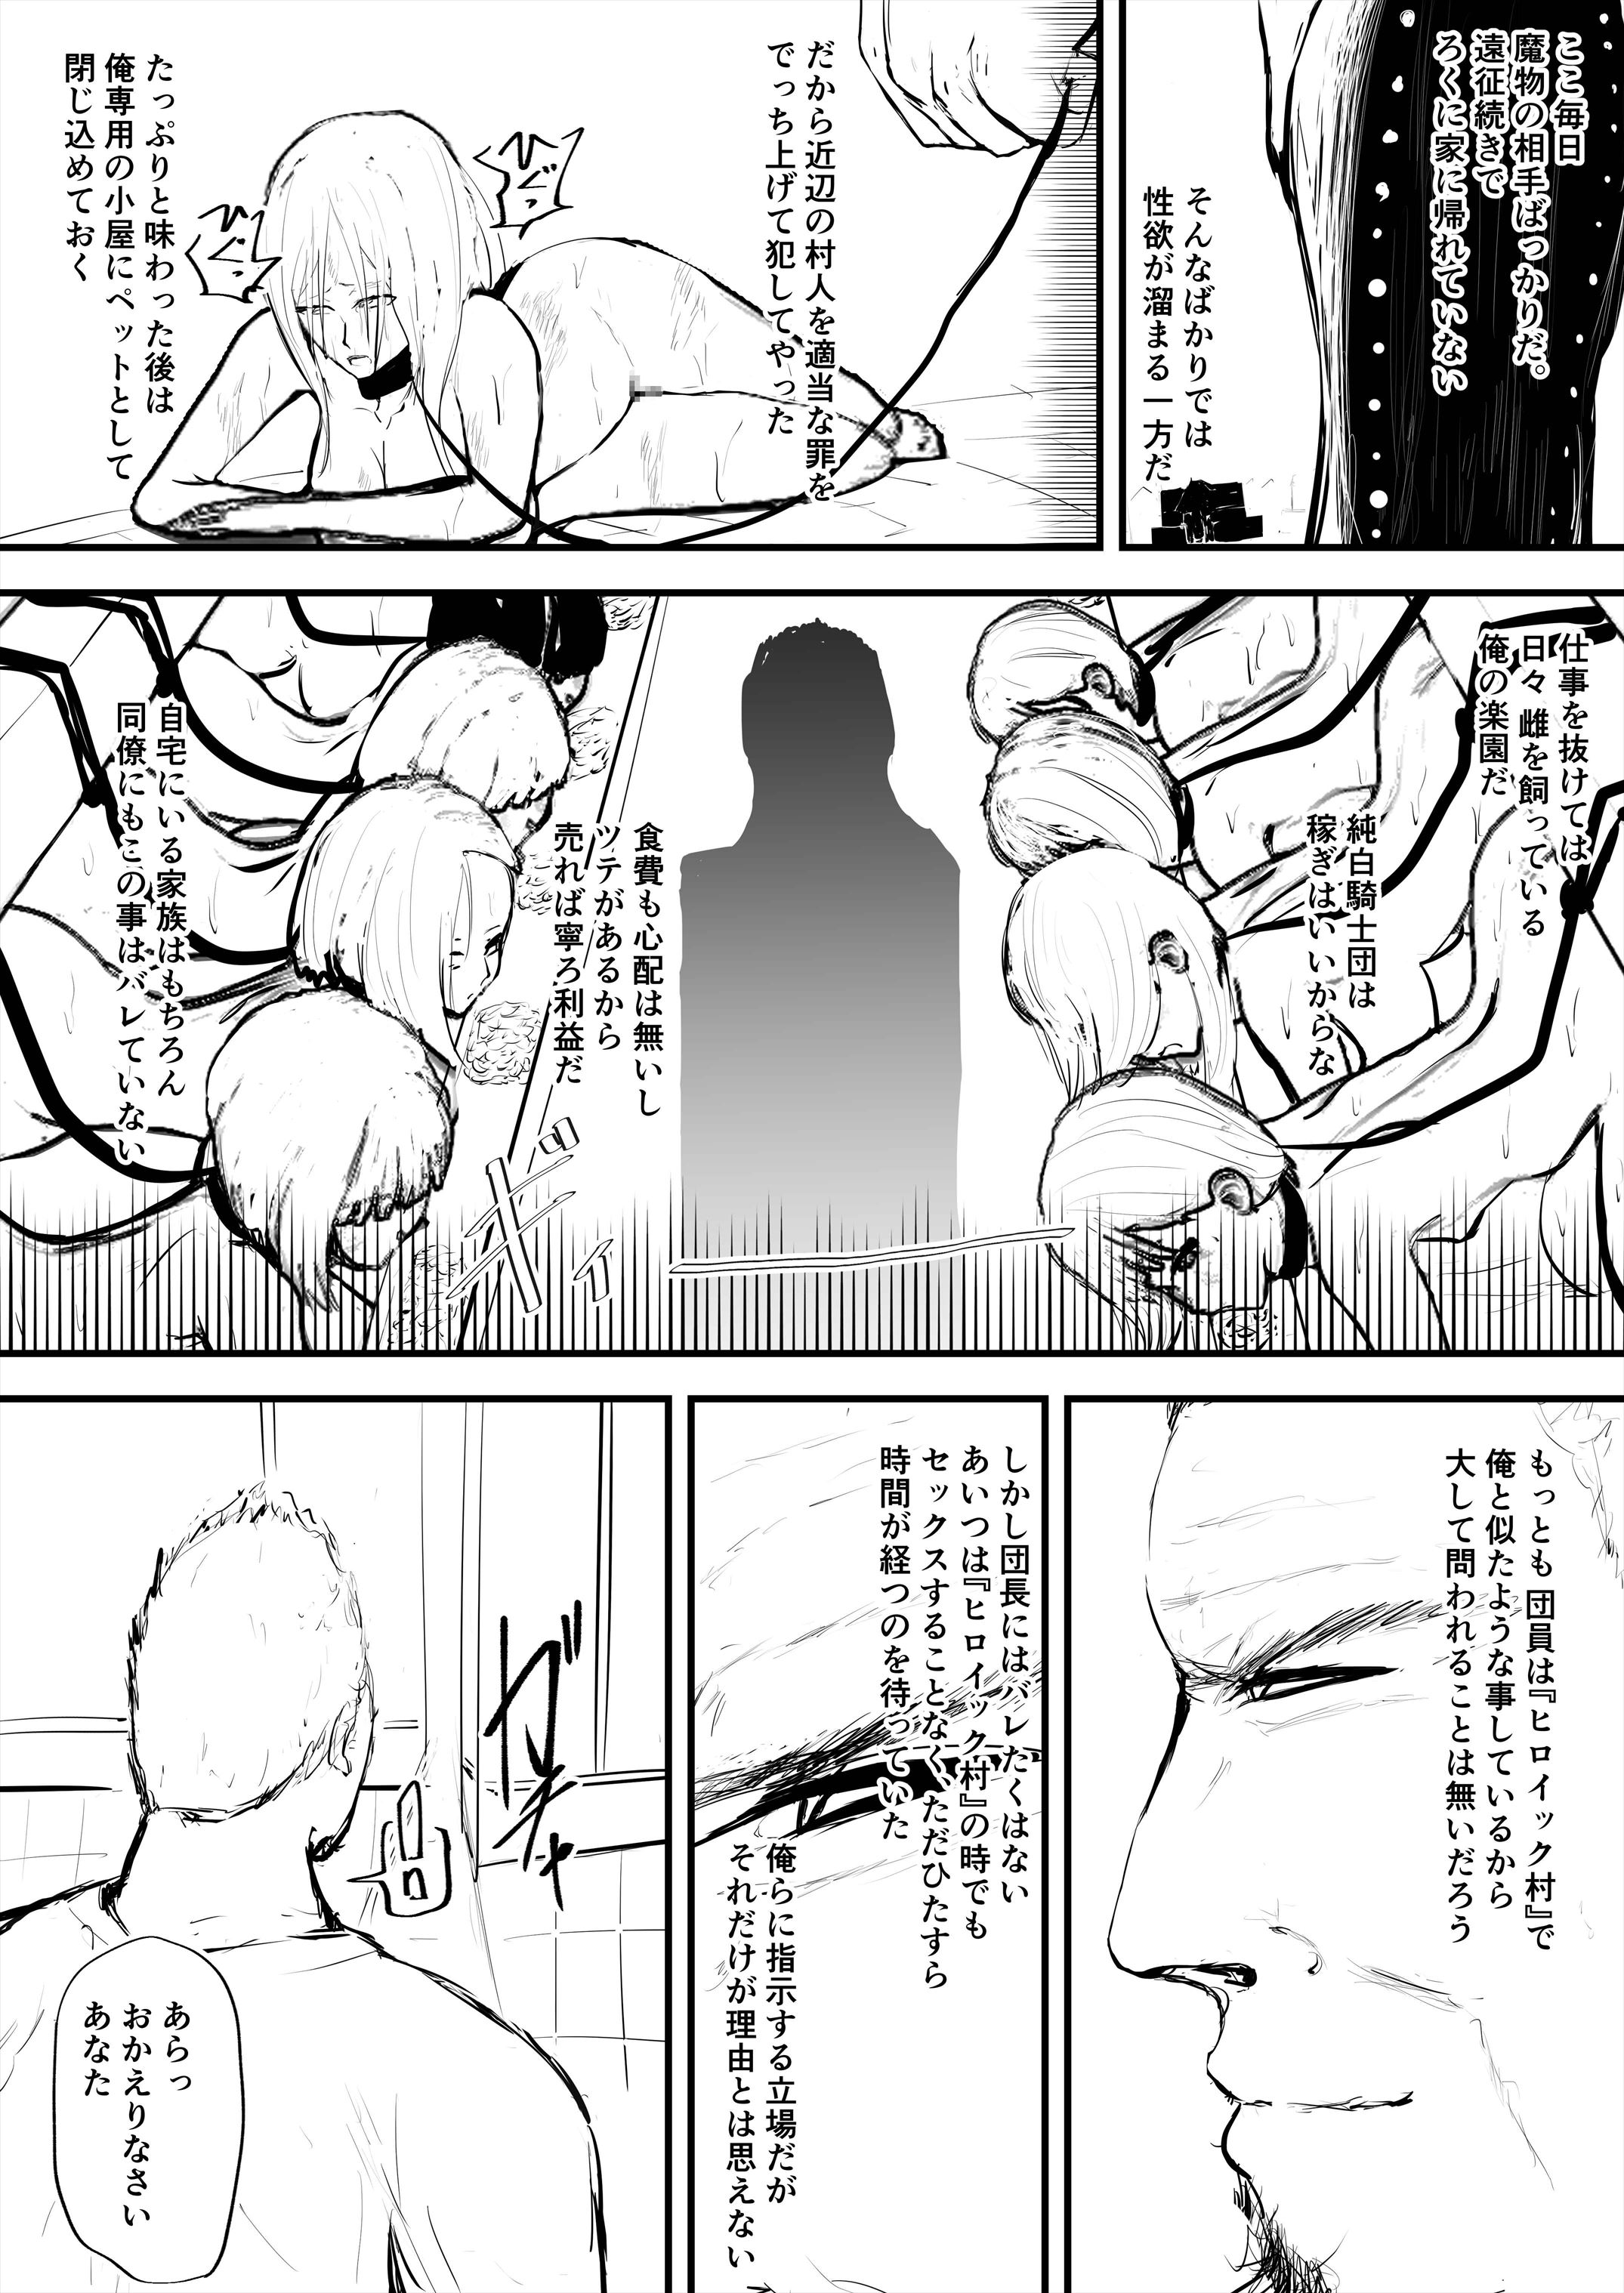 ここ毎日
魔物の相手ばっかりだ。
遠征続きで
ろくに家に帰れていない
そんなばかりでは
性欲が溜まる一方だ
だから近辺の村人を適当な罪を
でっち上げて犯してやった
ひぐっ
ひぐっ
たっぷりと味わった後は
俺専用の小屋にペットとして
閉じ込めておく
仕事を抜けては
日々 雌を飼っている
俺の楽園だ
純白騎士団は
稼ぎはいいからな
食費も心配は無いし
ツテがあるから
売れば寧ろ利益だ
ギィ
自宅にいる家族はもちろん
同僚にもこの事はバレていない
もっとも 団員は『ヒロイック村』で
俺と似たような事しているから
大して問われることは無いだろう
しかし団長にはバレたくはない
あいつは『ヒロイック村』の時でも
セックスすることなく、ただひたすら
時間が経つのを待っていた
俺らに指示する立場だが
それだけが理由とは思えない
ガチャ
!!
あらっ
おかえりなさい
あなた